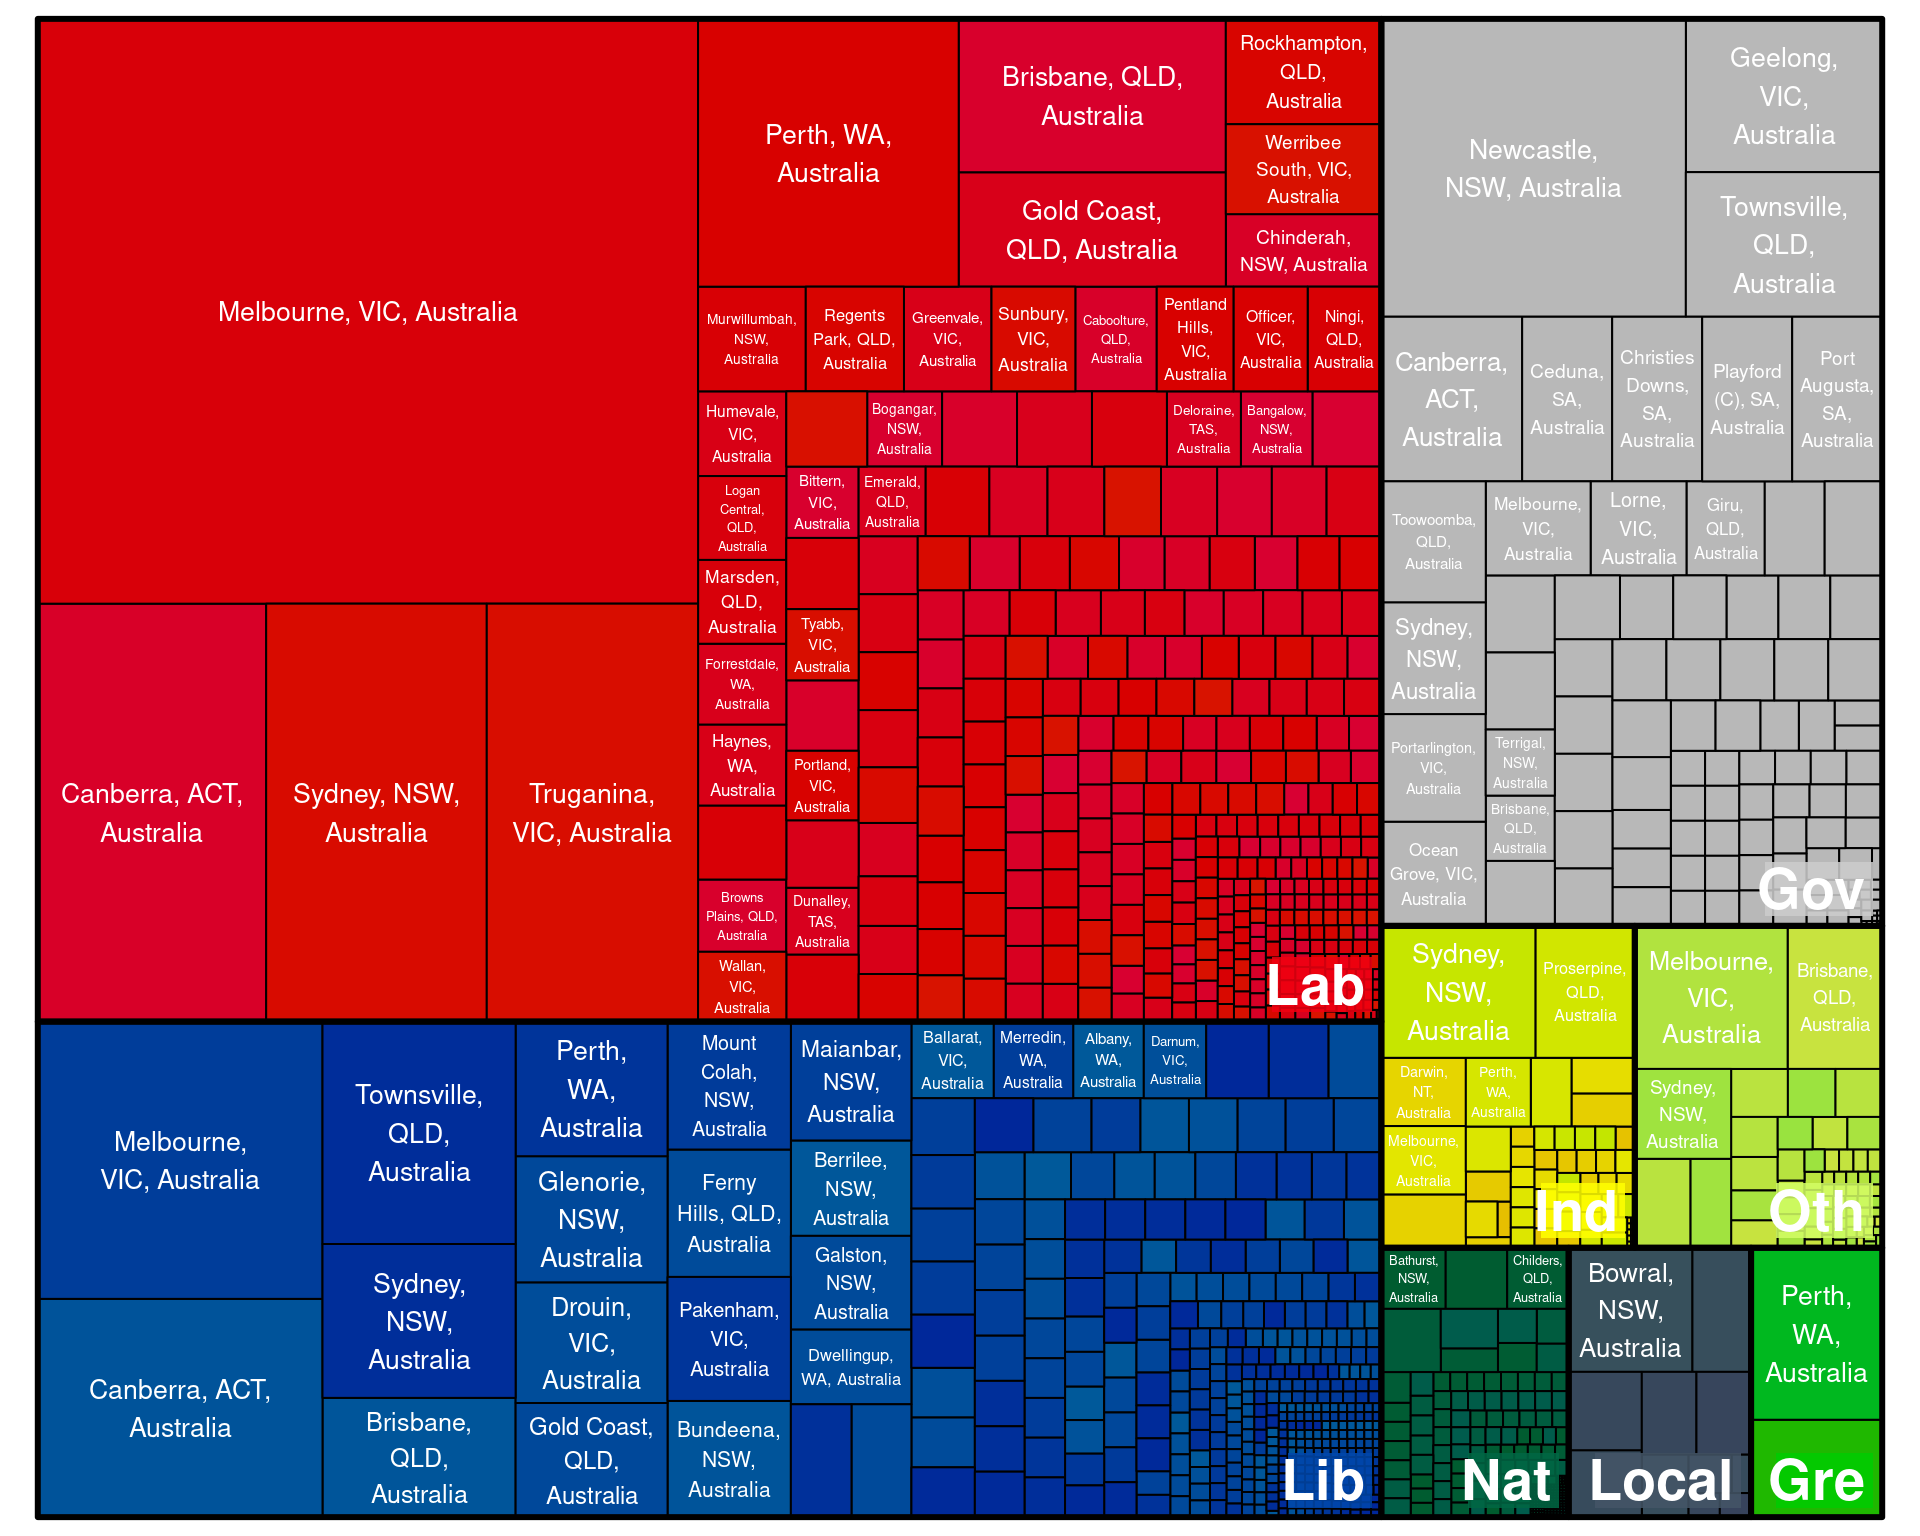 Melbourne, VIC, Australia
Canberra, ACT,
Australia
Sydney, NSW,
Australia
Truganina,
VIC, Australia
Perth, WA,
Australia
Brisbane, QLD,
Australia
Gold Coast,
QLD, Australia
Rockhampton,
QLD,
Australia
Werribee
South, VIC,
Australia
Chinderah,
NSW, Australia
Murwillumbah,
NSW,
Australia
Regents
Park, QLD,
Australia
Greenvale,
VIC,
Australia
Sunbury,
VIC,
Australia
Caboolture,
QLD,
Australia
Pentland
Hills,
VIC,
Australia
Officer,
VIC,
Australia
Ningi,
QLD,
Australia
Humevale,
VIC,
Australia
Logan
Central,
QLD,
Australia
Marsden,
QLD,
Australia
Forrestdale,
WA,
Australia
Haynes,
WA,
Australia
Browns
Plains, QLD,
Australia
Wallan,
VIC,
Australia
Bogangar,
NSW,
Australia
Deloraine,
TAS,
Australia
Bangalow,
NSW,
Australia
Bittern,
VIC,
Australia
Emerald,
QLD,
Australia
Tyabb,
VIC,
Australia
Portland,
VIC,
Australia
Dunalley,
TAS,
Australia
Lab
Newcastle,
NSW, Australia
Geelong,
VIC,
Australia
Townsville,
QLD,
Australia
Canberra,
ACT,
Australia
Ceduna,
SA,
Australia
Christies
Downs,
SA,
Australia
Playford
(C), SA,
Australia
Port
Augusta,
SA,
Australia
Toowoomba,
QLD,
Australia
Melbourne,
VIC,
Australia
Lorne,
VIC,
Australia
Giru,
QLD,
Australia
Sydney,
NSW,
Australia
Portarlington,
VIC,
Australia
Terrigal,
NSW,
Australia
Brisbane,
QLD,
Australia
Ocean
Grove, VIC,
Australia
Gov
Melbourne,
VIC, Australia
Canberra, ACT,
Australia
Townsville,
QLD,
Australia
Sydney,
NSW,
Australia
Brisbane,
QLD,
Australia
Perth,
WA,
Australia
Glenorie,
NSW,
Australia
Drouin,
VIC,
Australia
Gold Coast,
QLD,
Australia
Mount
Colah,
NSW,
Australia
Ferny
Hills, QLD,
Australia
Pakenham,
VIC,
Australia
Bundeena,
NSW,
Australia
Maianbar,
NSW,
Australia
Berrilee,
NSW,
Australia
Galston,
NSW,
Australia
Dwellingup,
WA, Australia
Ballarat,
VIC,
Australia
Merredin,
WA,
Australia
Albany,
WA,
Australia
Darnum,
VIC,
Australia
Lib
Sydney,
NSW,
Australia
Proserpine,
QLD,
Australia
Darwin,
NT,
Australia
Perth,
WA,
Australia
Melbourne,
VIC,
Australia
Ind
Melbourne,
VIC,
Australia
Brisbane,
QLD,
Australia
Sydney,
NSW,
Australia
Oth
Bathurst,
NSW,
Australia
Childers,
QLD,
Australia
Nat
Bowral,
NSW,
Australia
Local
Perth,
WA,
Australia
Gre